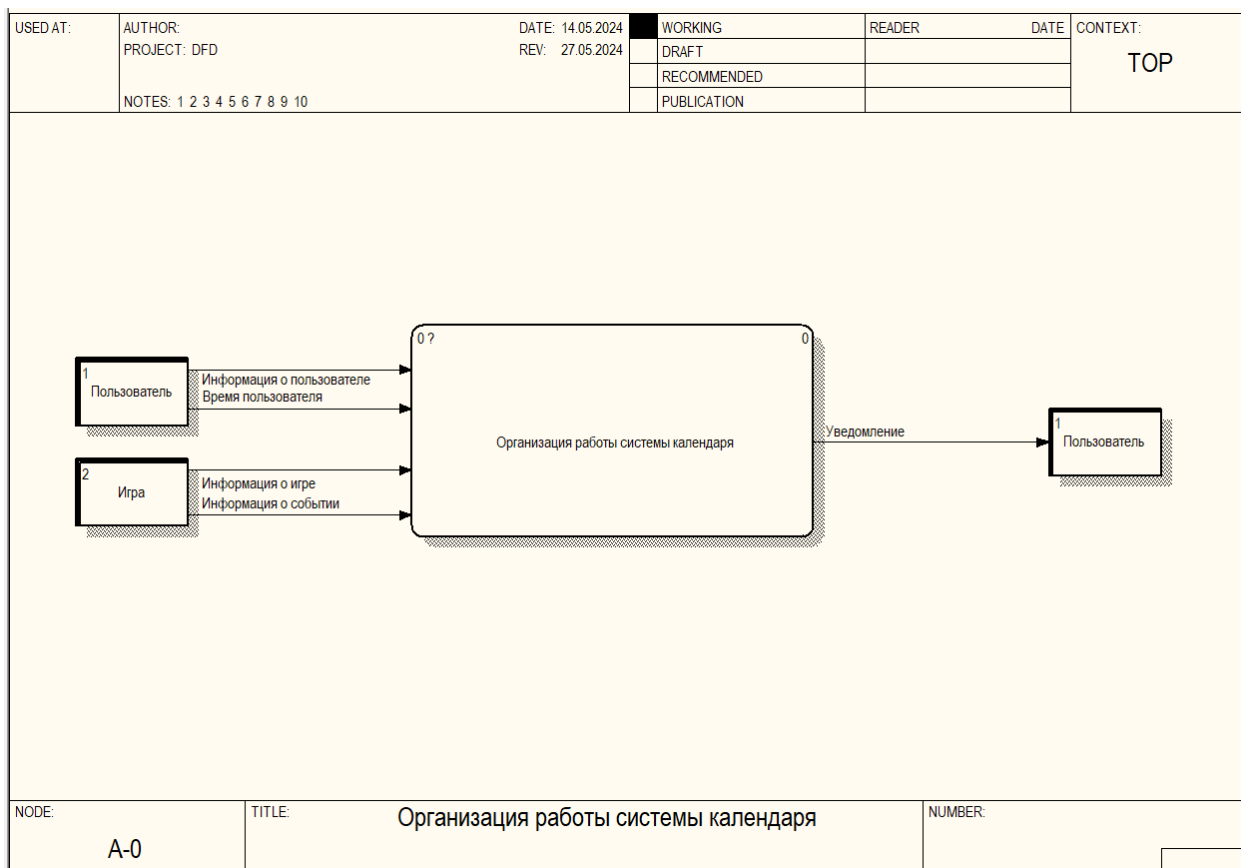 USED AT:
AUTHOR:
DATE: 14.05.2024
WORKING
READER
DATE
CONTEXT:
PROJECT: DFD
REV: 27.05.2024
DRAFT
TOP
RECOMMENDED
NOTES: 1 2 3 4 5 6 7 8 9 10
PUBLICATION
0 ?
0
1
Пользователь
Информация о пользователе
Время пользователя
Организация работы системы календаря
Уведомление
1
Пользователь
2
Игра
Информация о игре
Информация о событии
NODE:
TITLE:
Организация работы системы календаря
NUMBER:
A-0